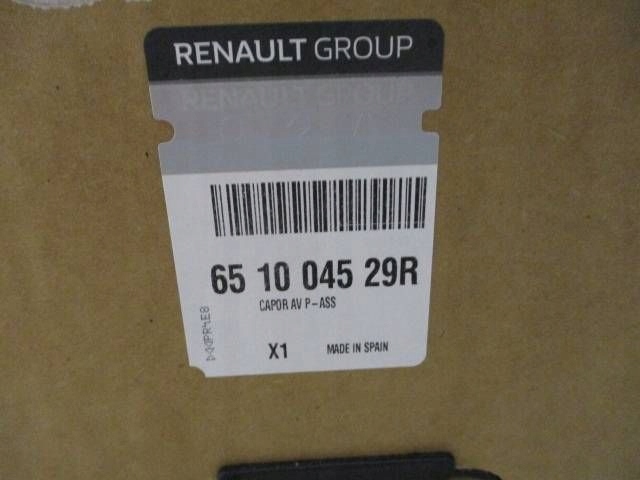 RENAULT GROUP
RENAULT GROUP
65 10 045 29R
CAPOR AV P-ASS
X1
MADE IN SPAIN